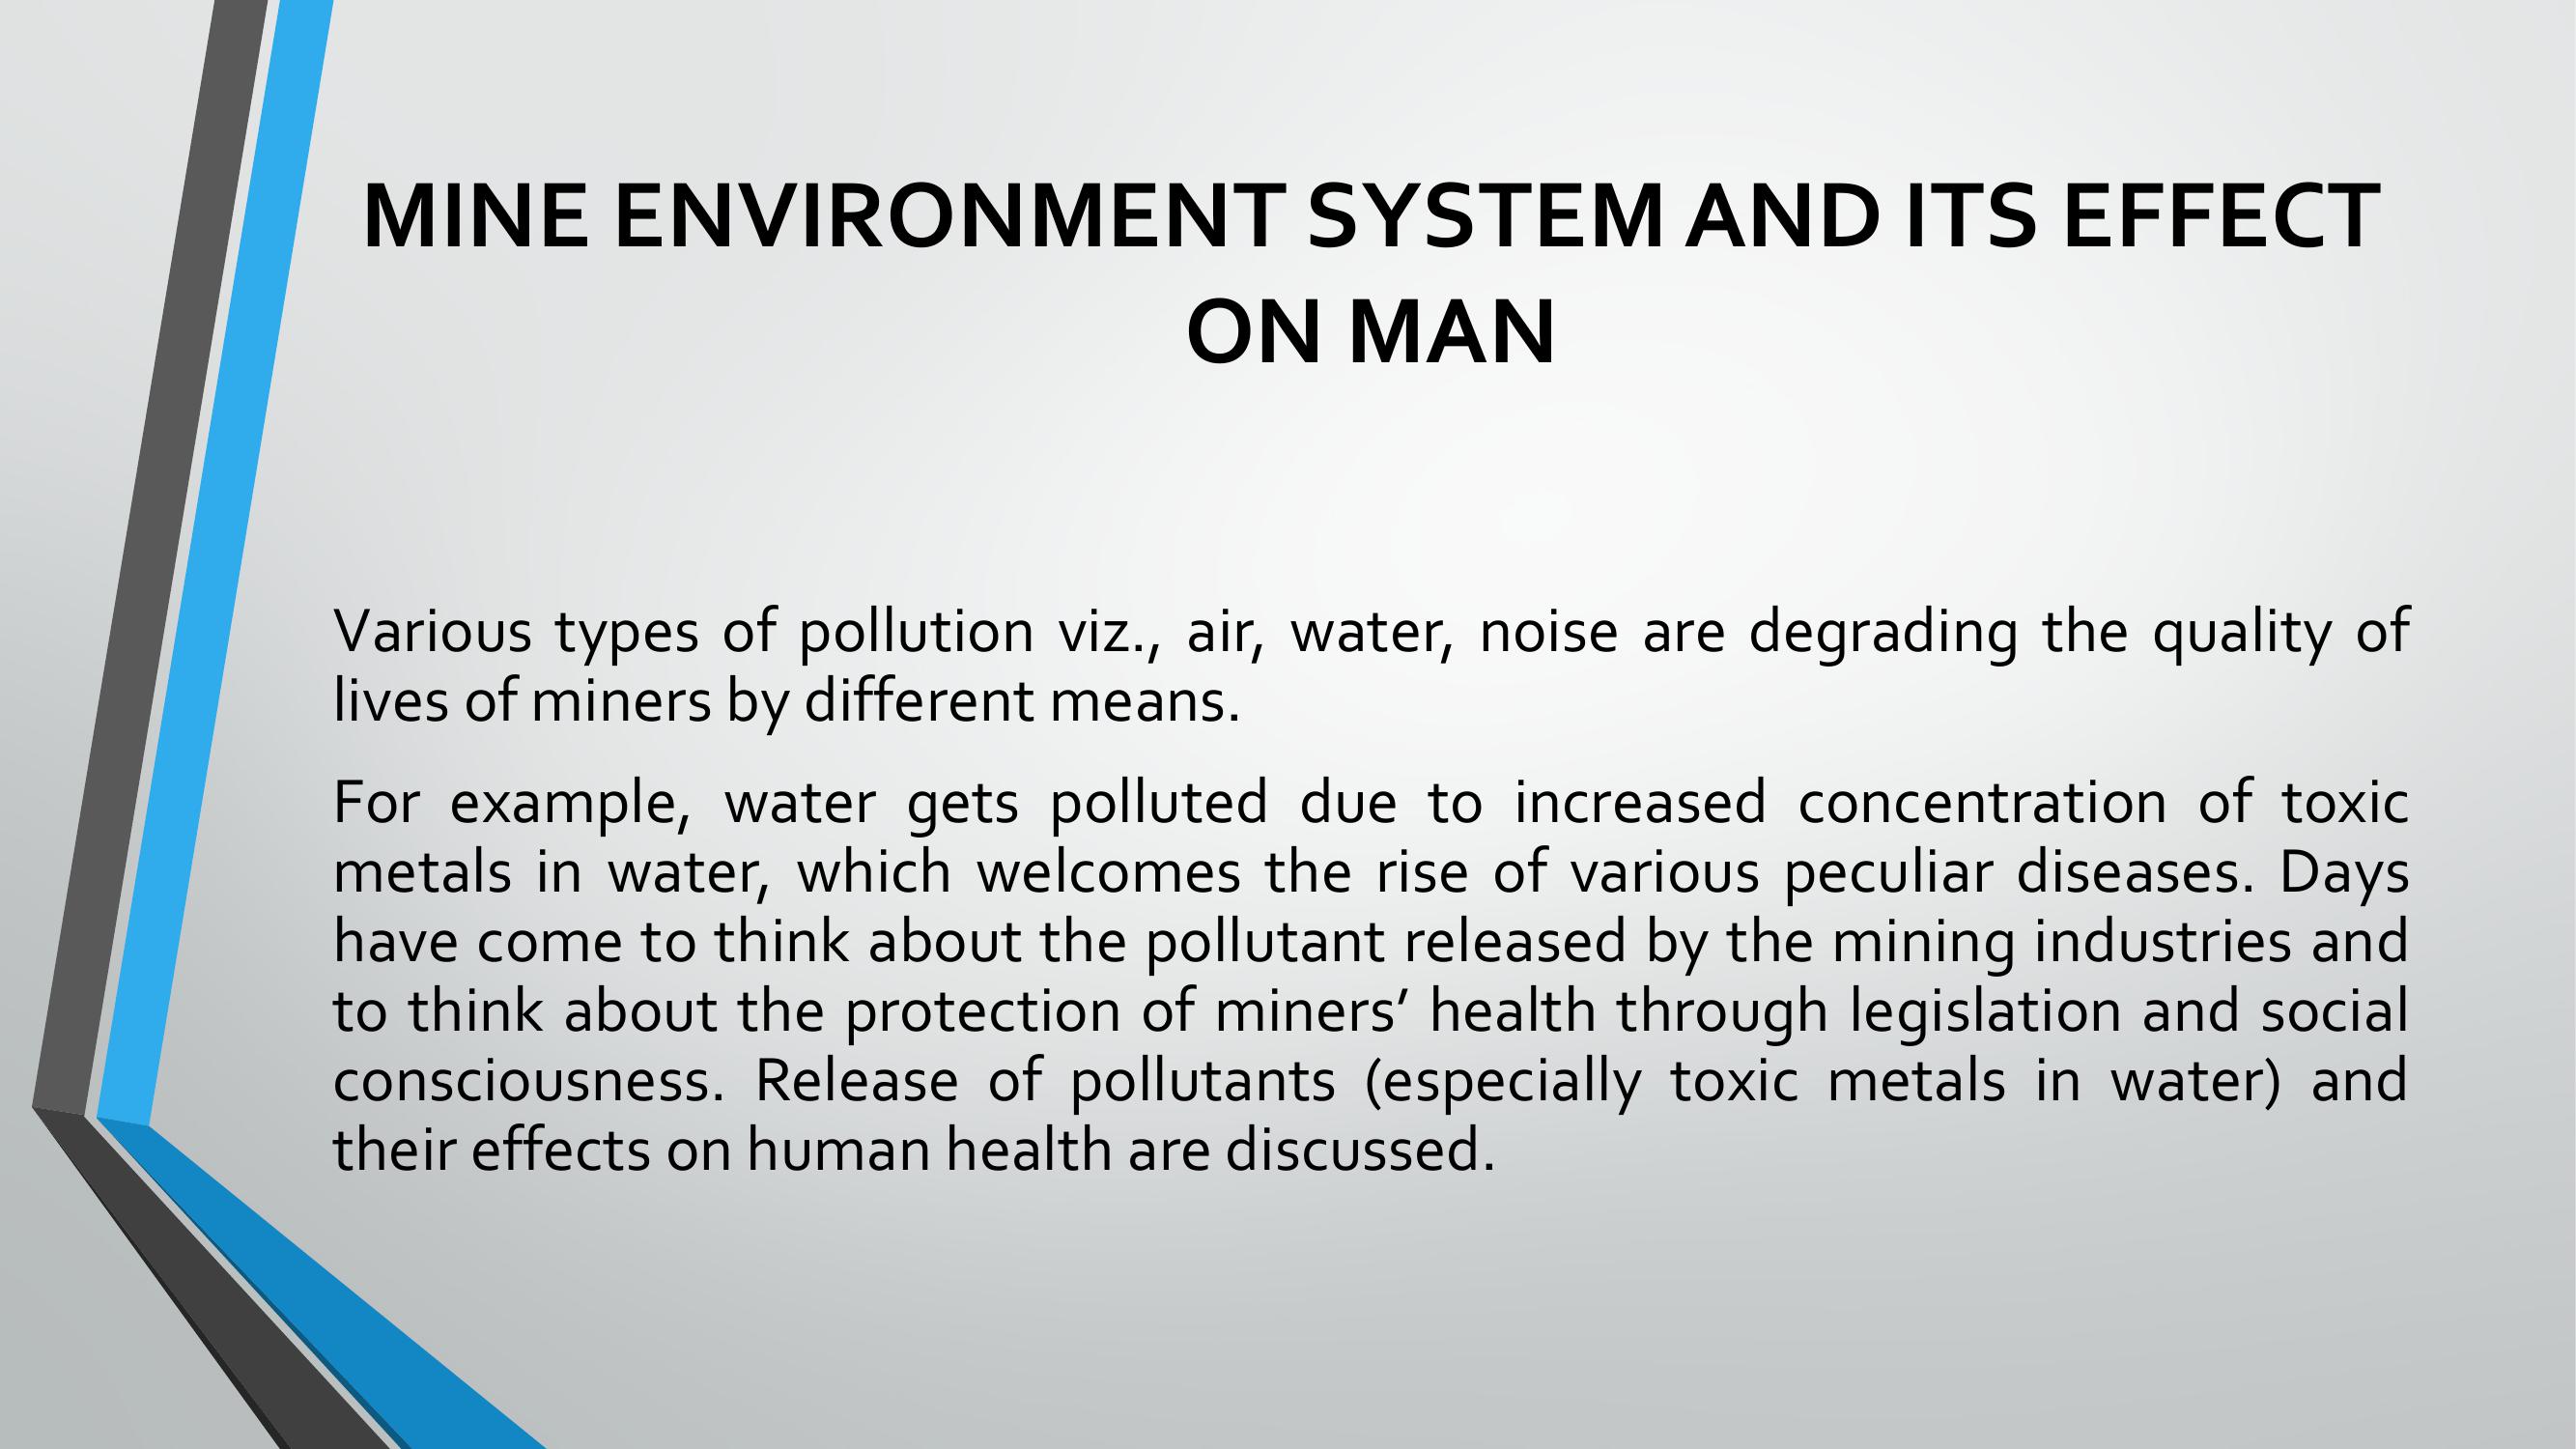 MINE ENVIRONMENT SYSTEM AND ITS EFFECT
ON MAN
Various types of pollution viz., air, water, noise are degrading the quality of
lives of miners by different means.
For example, water gets polluted due to increased concentration of toxic
metals in water, which welcomes the rise of various peculiar diseases. Days
have come to think about the pollutant released by the mining industries and
to think about the protection of miners’ health through legislation and social
consciousness. Release of pollutants (especially toxic metals in water) and
their effects on human health are discussed.